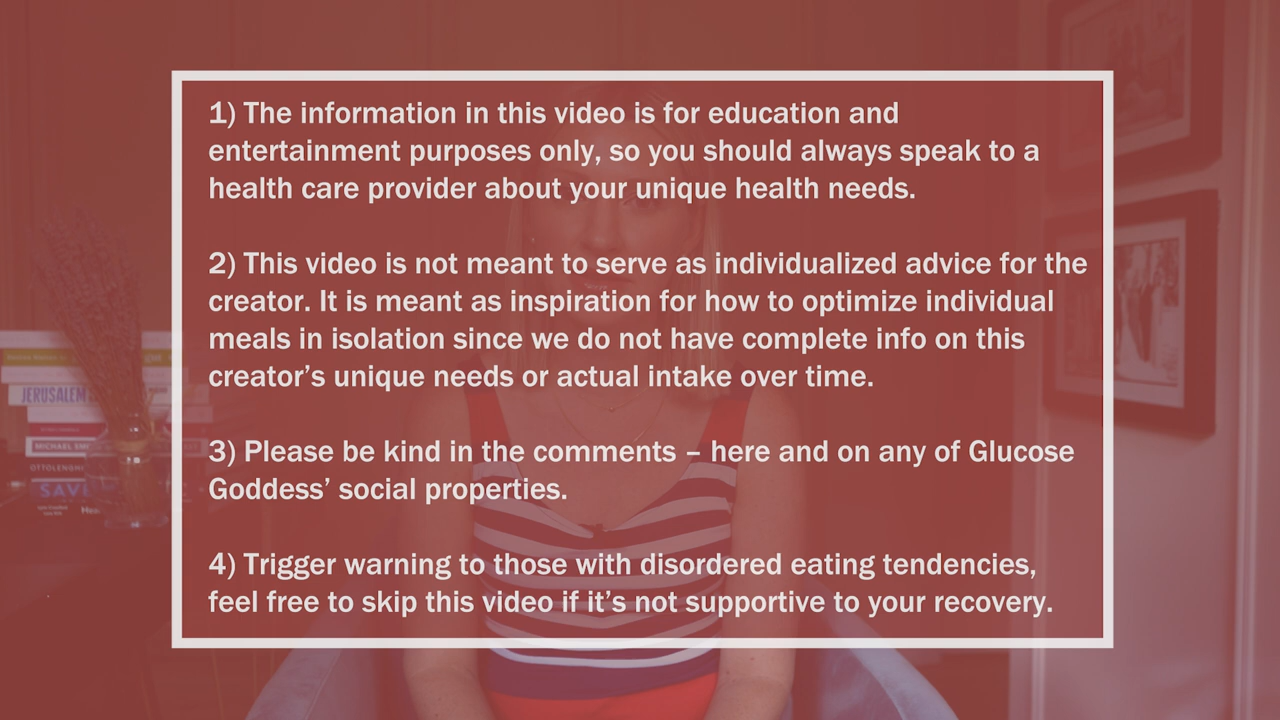 1) The information in this video is for education and
entertainment purposes only, so you should always speak to a
health care provider about your unique health needs.
2) This video is not meant to serve as individualized advice for the
creator. It is meant as inspiration for how to optimize individual
meals in isolation since we do not have complete info on this
creator’s unique needs or actual intake over time.
3) Please be kind in the comments – here and on any of Glucose
Goddess’ social properties.
4) Trigger warning to those with disordered eating tendencies,
feel free to skip this video if it’s not supportive to your recovery.
JERUSALEM
MICHAEL
OTTOLENGHI